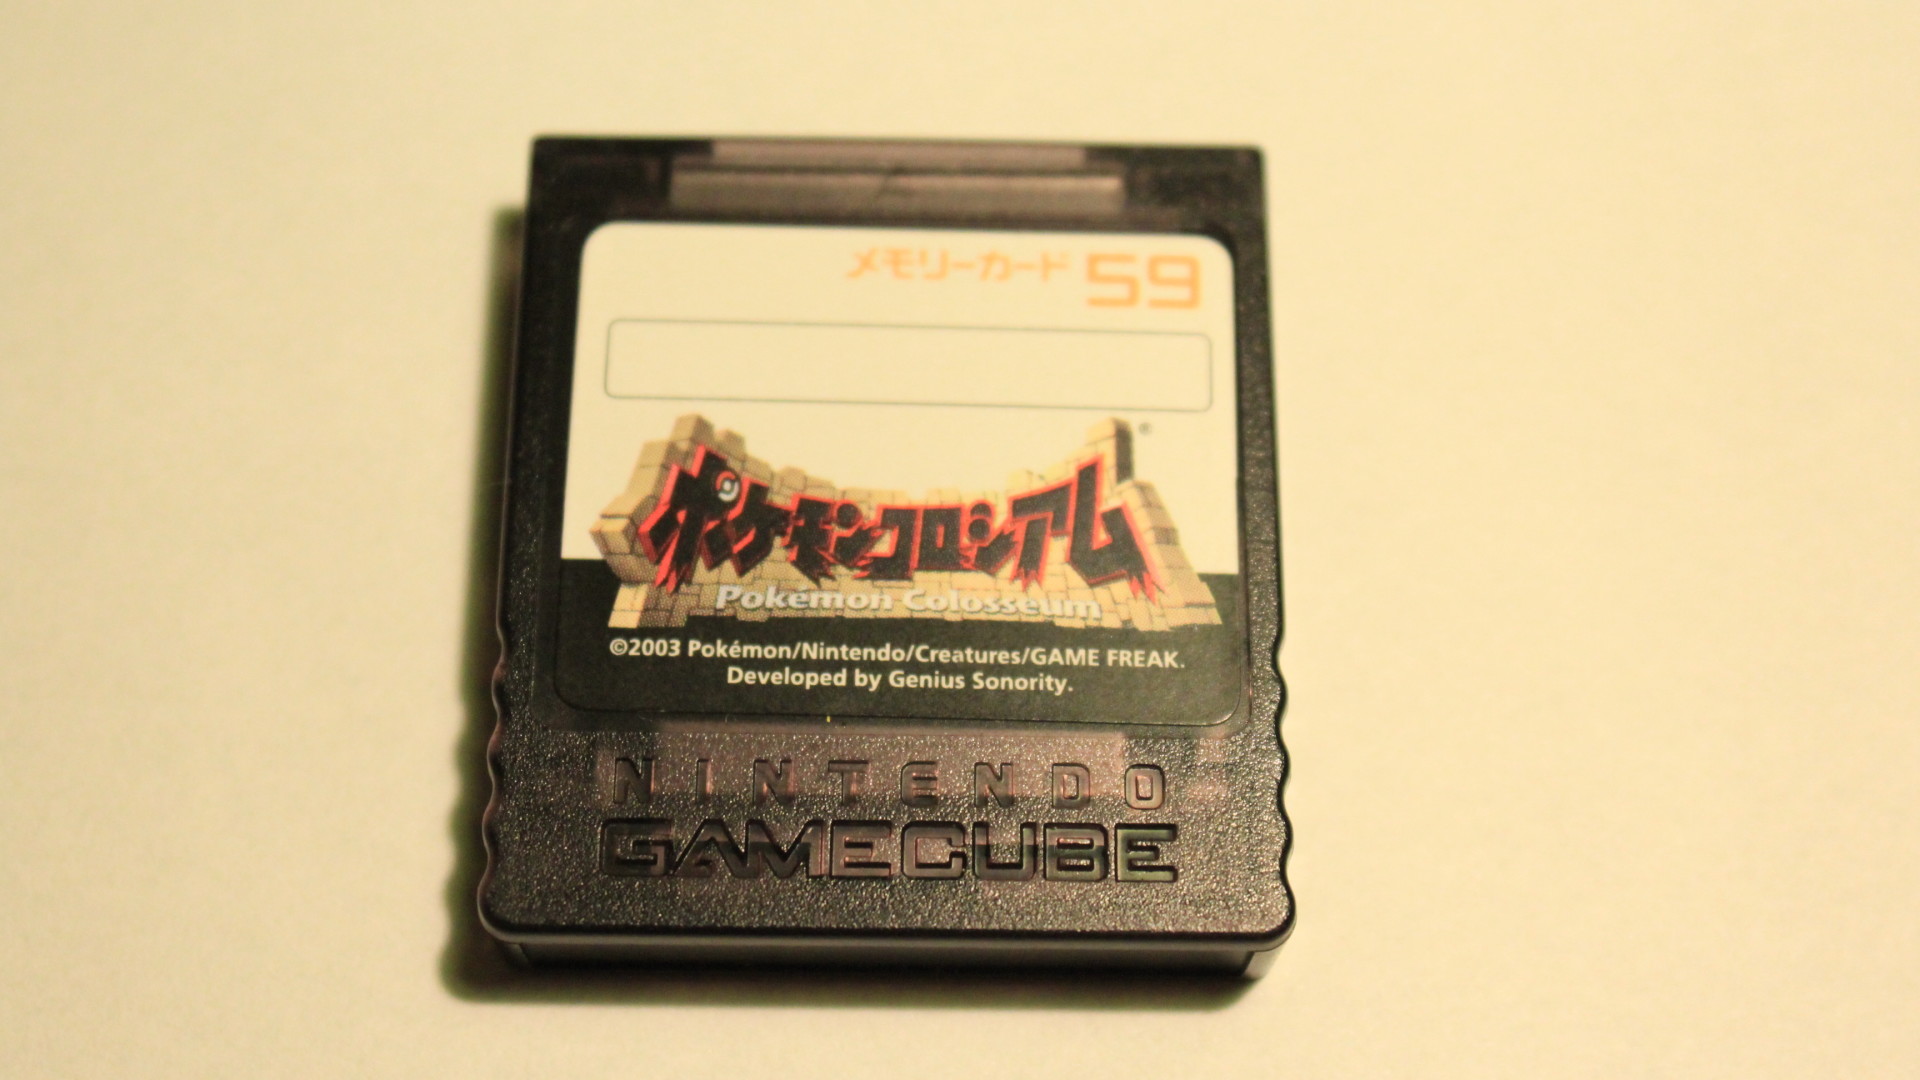 メモリーカード 59
ポケモンコロシアム
Pokémon Colosseum
©2003 Pokémon/Nintendo/Creatures/GAME FREAK.
Developed by Genius Sonority.
NINTENDO
GAMECUBE